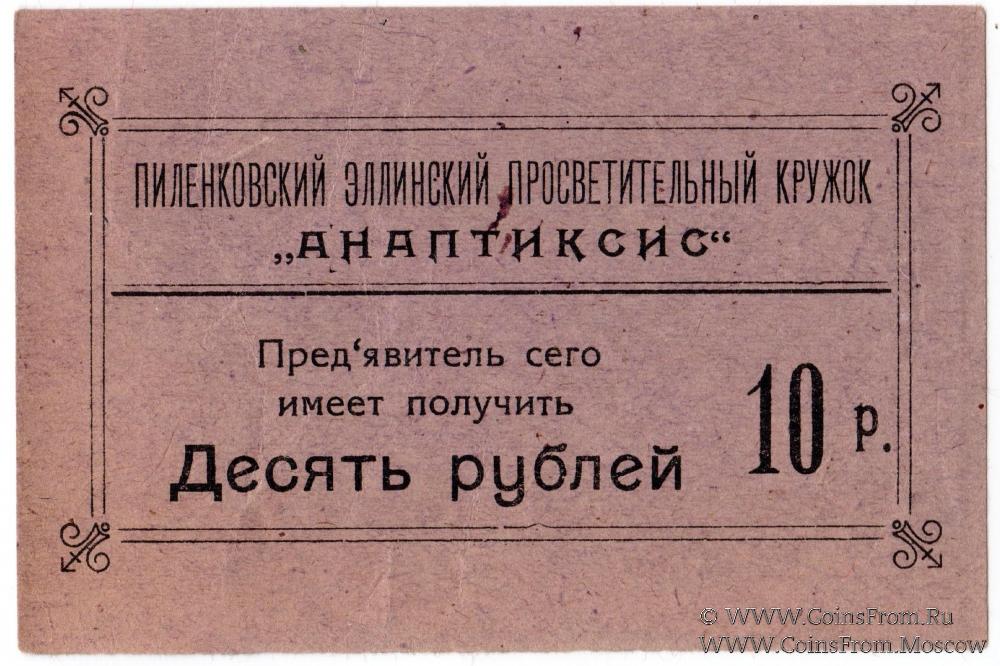 ПИЛЕНКОВСКИЙ ЭЛЛИНСКИЙ ПРОСВЕТИТЕЛЬНЫЙ КРУЖОК
„АНАПТИКСИС“
Пред‘явитель сего
имеет получить
Десять рублей
10 р.
© WWW.CoinsFrom.Ru
WWW.CoinsFrom.Moscow